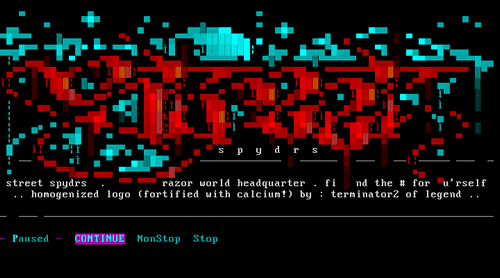 s p y d r s
street spydrs . razor world headquarter . fi nd the # for u'rself
.. homogenized logo (fortified with calcium!) by : terminator2 of legend ..
- Paused - CONTINUE NonStop Stop